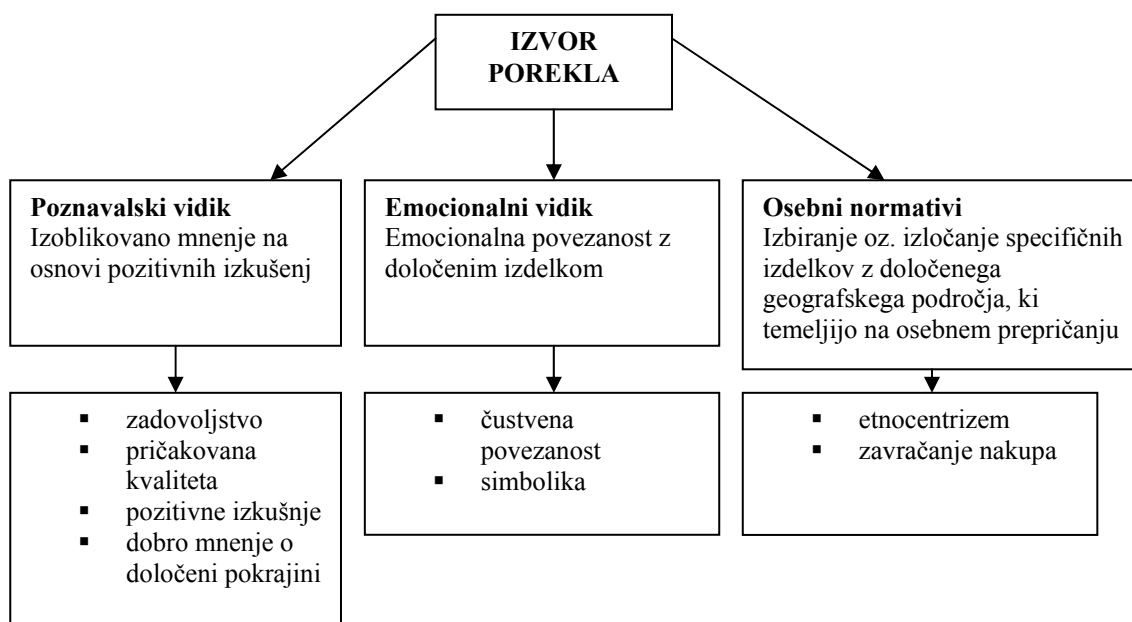 IZVOR
POREKLA
Poznavalski vidik
Izoblikovano mnenje na
osnovi pozitivnih izkušenj
Emocionalni vidik
Emocionalna povezanost z
določenim izdelkom
Osebni normativi
Izbiranje oz. izločanje specifičnih
izdelkov z določenega
geografskega področja, ki
temeljijo na osebnem prepričanju
▪ zadovoljstvo
▪ pričakovana
kvaliteta
▪ pozitivne izkušnje
▪ dobro mnenje o
določeni pokrajini
▪ čustvena
povezanost
▪ simbolika
▪ etnocentrizem
▪ zavračanje nakupa